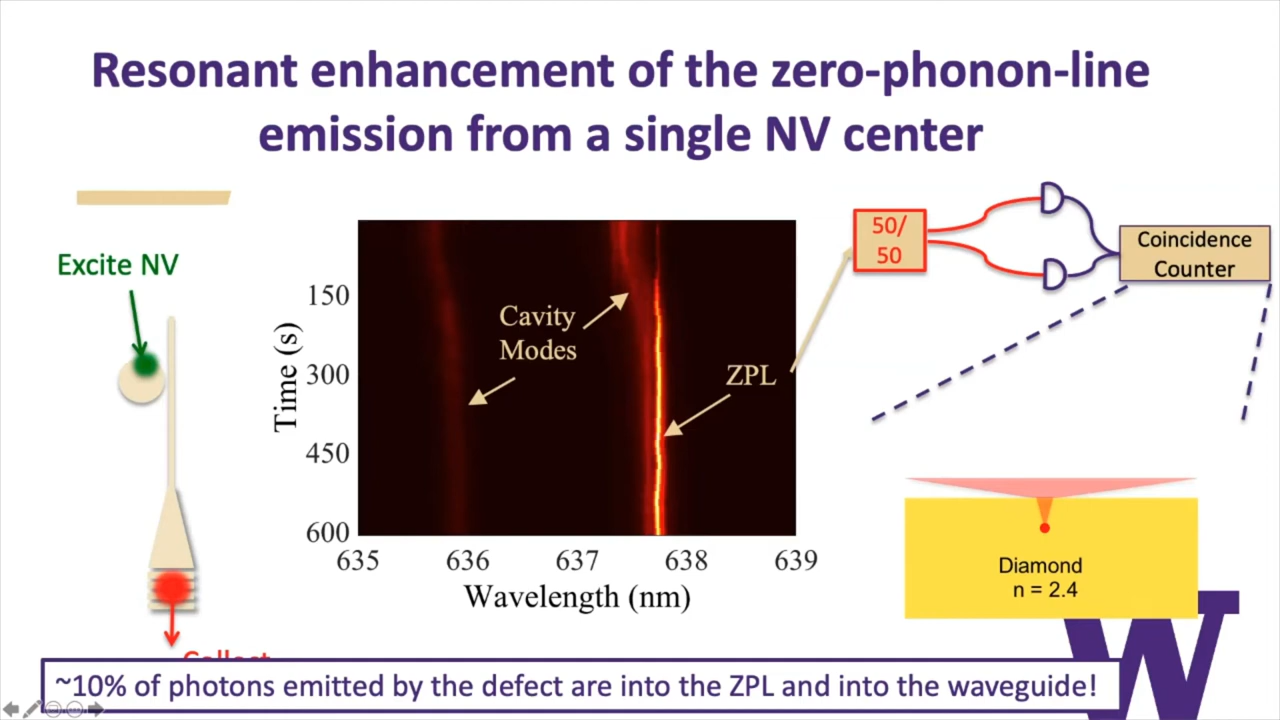 Resonant enhancement of the zero-phonon-line
emission from a single NV center
Excite NV
150
300
450
600
Time (s)
635
636
637
638
639
Wavelength (nm)
Cavity
Modes
ZPL
50/
50
Coincidence
Counter
Diamond
n = 2.4
Collect
W
~10% of photons emitted by the defect are into the ZPL and into the waveguide!